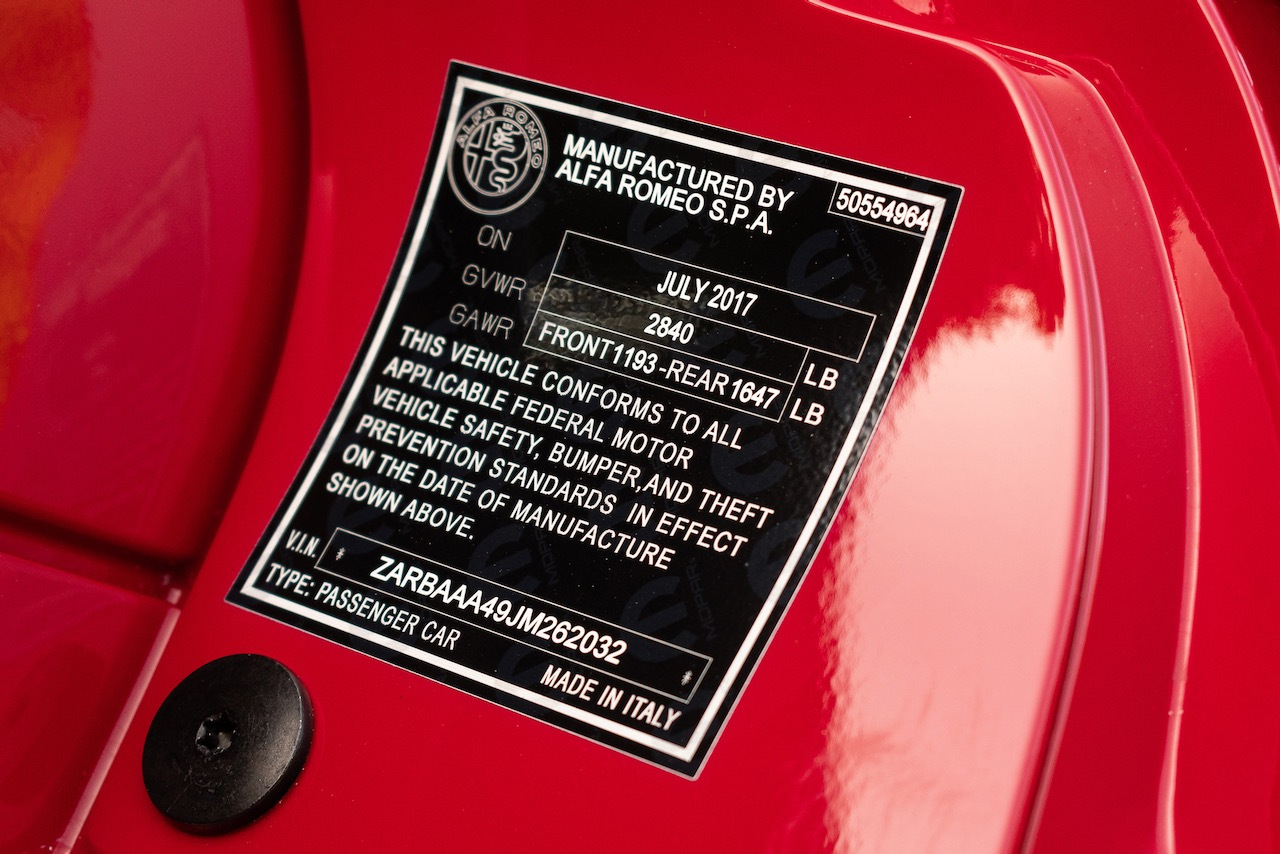 ALFA ROMEO
MANUFACTURED BY
ALFA ROMEO S.P.A.
50554964
ON JULY 2017
GVWR 2840 LB
GAWR FRONT 1193 - REAR 1647 LB
THIS VEHICLE CONFORMS TO ALL
APPLICABLE FEDERAL MOTOR
VEHICLE SAFETY, BUMPER, AND THEFT
PREVENTION STANDARDS IN EFFECT
ON THE DATE OF MANUFACTURE
SHOWN ABOVE.
V.I.N. * ZARBAAA49JM262032 *
TYPE: PASSENGER CAR
MADE IN ITALY